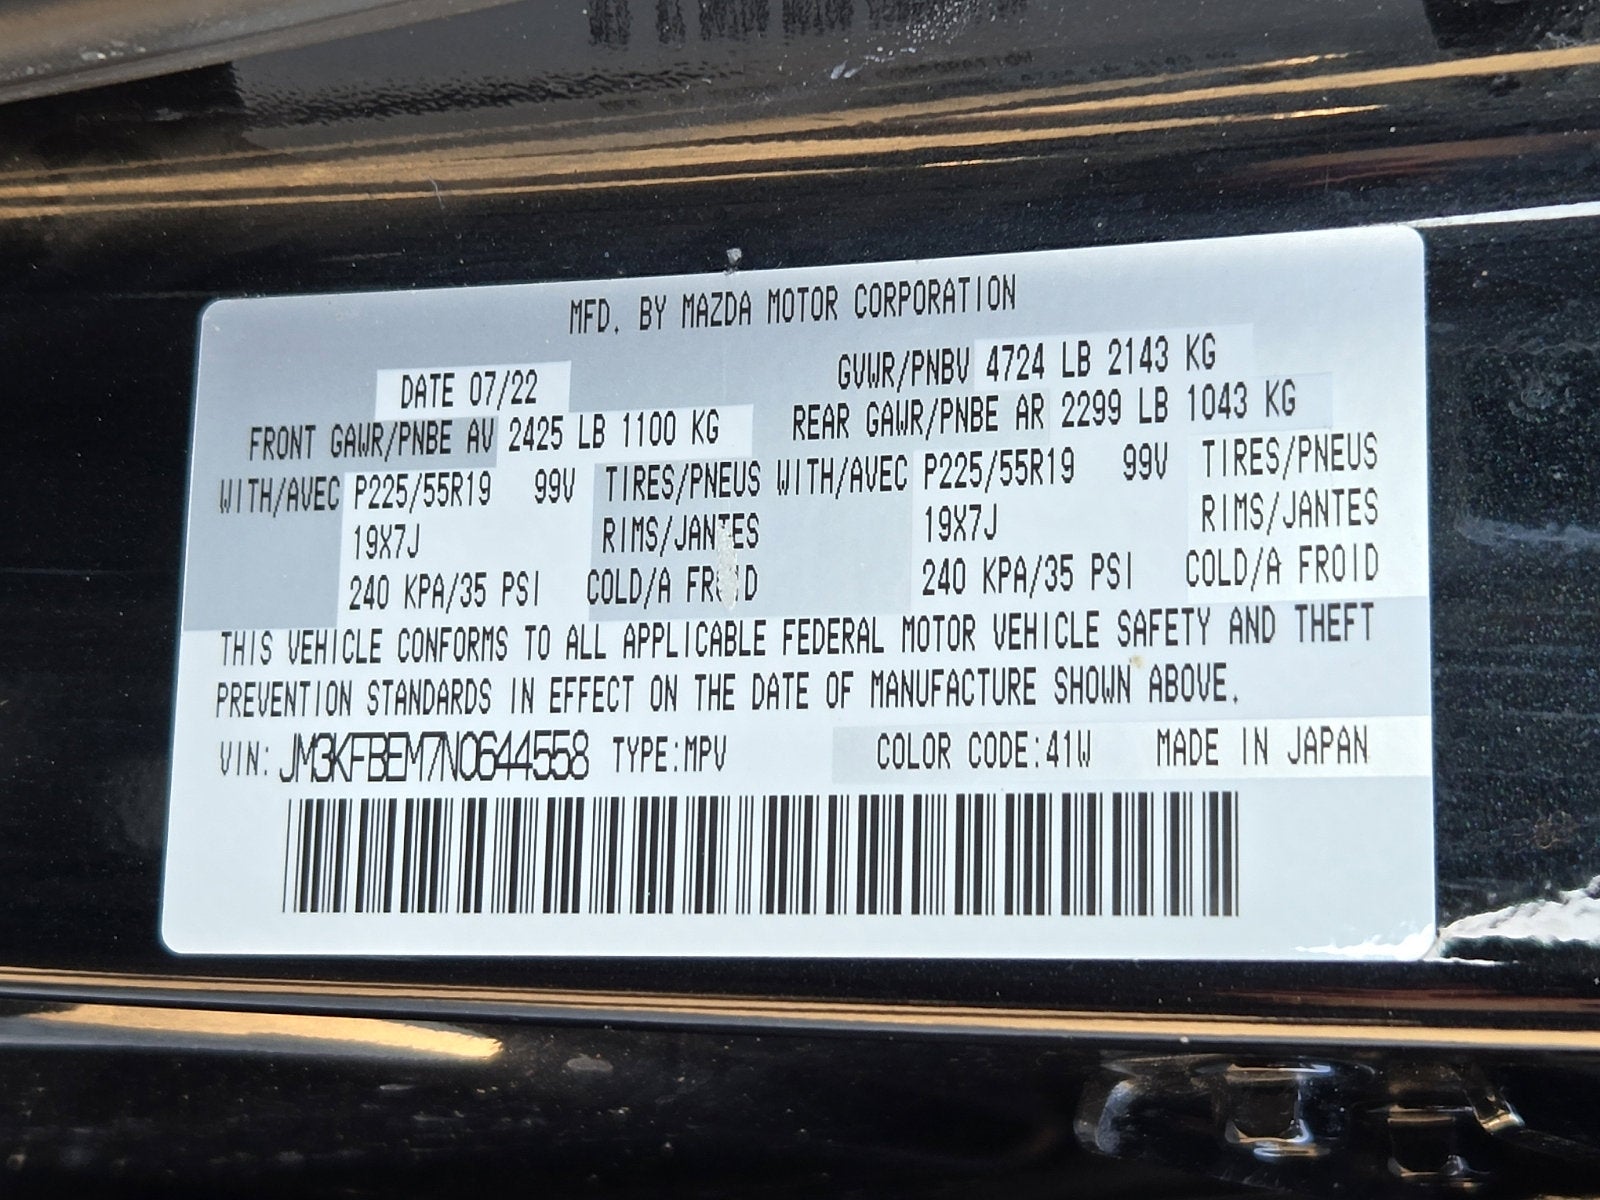 MFD. BY MAZDA MOTOR CORPORATION
DATE 07/22 GVWR/PNBV 4724 LB 2143 KG
FRONT GAWR/PNBE AV 2425 LB 1100 KG REAR GAWR/PNBE AR 2299 LB 1043 KG
WITH/AVEC P225/55R19 99V TIRES/PNEUS WITH/AVEC P225/55R19 99V TIRES/PNEUS
19X7J RIMS/JANTES 19X7J RIMS/JANTES
240 KPA/35 PSI COLD/A FROID 240 KPA/35 PSI COLD/A FROID
THIS VEHICLE CONFORMS TO ALL APPLICABLE FEDERAL MOTOR VEHICLE SAFETY AND THEFT
PREVENTION STANDARDS IN EFFECT ON THE DATE OF MANUFACTURE SHOWN ABOVE.
VIN: JM3KFBEM7N0644558 TYPE:MPV COLOR CODE:41W MADE IN JAPAN